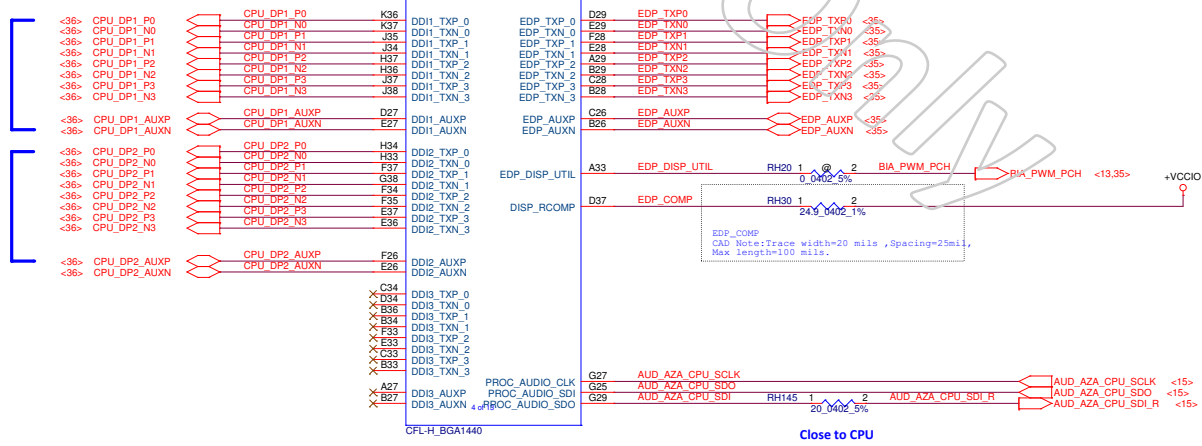 <36> CPU_DP1_P0 CPU_DP1_P0 K36 DDI1_TXP_0 EDP_TXP_0 D29 EDP_TXP0 EDP_TXP0 <35>
<36> CPU_DP1_N0 CPU_DP1_N0 K37 DDI1_TXN_0 EDP_TXN_0 E29 EDP_TXN0 EDP_TXN0 <35>
<36> CPU_DP1_P1 CPU_DP1_P1 J35 DDI1_TXP_1 EDP_TXP_1 F28 EDP_TXP1 EDP_TXP1 <35>
<36> CPU_DP1_N1 CPU_DP1_N1 J34 DDI1_TXN_1 EDP_TXN_1 E28 EDP_TXN1 EDP_TXN1 <35>
<36> CPU_DP1_P2 CPU_DP1_P2 H37 DDI1_TXP_2 EDP_TXP_2 A29 EDP_TXP2 EDP_TXP2 <35>
<36> CPU_DP1_N2 CPU_DP1_N2 H36 DDI1_TXN_2 EDP_TXN_2 B29 EDP_TXN2 EDP_TXN2 <35>
<36> CPU_DP1_P3 CPU_DP1_P3 J37 DDI1_TXP_3 EDP_TXP_3 C28 EDP_TXP3 EDP_TXP3 <35>
<36> CPU_DP1_N3 CPU_DP1_N3 J38 DDI1_TXN_3 EDP_TXN_3 B28 EDP_TXN3 EDP_TXN3 <35>
<36> CPU_DP1_AUXP CPU_DP1_AUXP D27 DDI1_AUXP EDP_AUXP C26 EDP_AUXP EDP_AUXP <35>
<36> CPU_DP1_AUXN CPU_DP1_AUXN E27 DDI1_AUXN EDP_AUXN B26 EDP_AUXN EDP_AUXN <35>
<36> CPU_DP2_P0 CPU_DP2_P0 H34 DDI2_TXP_0
<36> CPU_DP2_N0 CPU_DP2_N0 H33 DDI2_TXN_0
<36> CPU_DP2_P1 CPU_DP2_P1 F37 DDI2_TXP_1 EDP_DISP_UTIL A33 EDP_DISP_UTIL RH20 1 @ 2 BIA_PWM_PCH BIA_PWM_PCH <13,35>
0_0402_5%
<36> CPU_DP2_N1 CPU_DP2_N1 G38 DDI2_TXN_1
<36> CPU_DP2_P2 CPU_DP2_P2 F34 DDI2_TXP_2
+VCCIO
<36> CPU_DP2_N2 CPU_DP2_N2 F35 DDI2_TXN_2 DISP_RCOMP D37 EDP_COMP RH30 1 2
24.9_0402_1%
<36> CPU_DP2_P3 CPU_DP2_P3 E37 DDI2_TXP_3
<36> CPU_DP2_N3 CPU_DP2_N3 E36 DDI2_TXN_3
EDP_COMP
CAD Note:Trace width=20 mils ,Spacing=25mil,
Max length=100 mils.
<36> CPU_DP2_AUXP CPU_DP2_AUXP F26 DDI2_AUXP
<36> CPU_DP2_AUXN CPU_DP2_AUXN E26 DDI2_AUXN
C34 DDI3_TXP_0
D34 DDI3_TXN_0
B36 DDI3_TXP_1
B34 DDI3_TXN_1
F33 DDI3_TXP_2
E33 DDI3_TXN_2
C33 DDI3_TXP_3
B33 DDI3_TXN_3
PROC_AUDIO_CLK G27 AUD_AZA_CPU_SCLK AUD_AZA_CPU_SCLK <15>
A27 DDI3_AUXP PROC_AUDIO_SDI G25 AUD_AZA_CPU_SDO AUD_AZA_CPU_SDO <15>
B27 DDI3_AUXN PROC_AUDIO_SDO G29 AUD_AZA_CPU_SDI RH145 1 2 AUD_AZA_CPU_SDI_R AUD_AZA_CPU_SDI_R <15>
20_0402_5%
CFL-H_BGA1440
Close to CPU
only